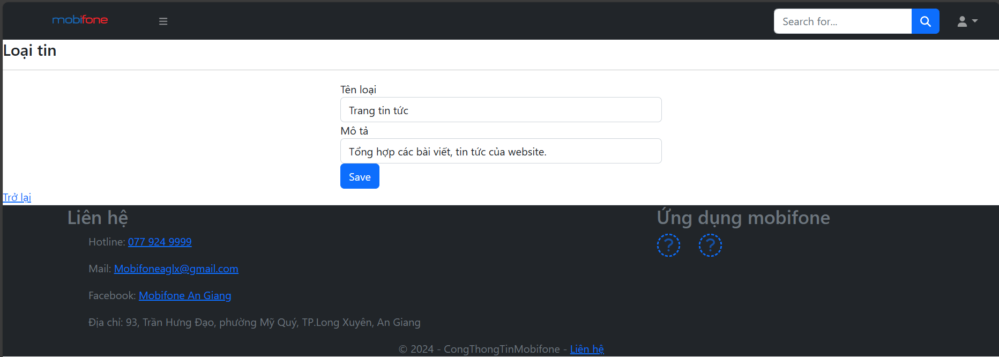 mobifone
Search for...
Loại tin
Tên loại
Trang tin tức
Mô tả
Tổng hợp các bài viết, tin tức của website.
Save
Trở lại
Liên hệ
Hotline: 077 924 9999
Mail: Mobifoneaglx@gmail.com
Facebook: Mobifone An Giang
Địa chỉ: 93, Trần Hưng Đạo, phường Mỹ Quý, TP.Long Xuyên, An Giang
Ứng dụng mobifone
? ?
© 2024 - CongThongTinMobifone - Liên hệ